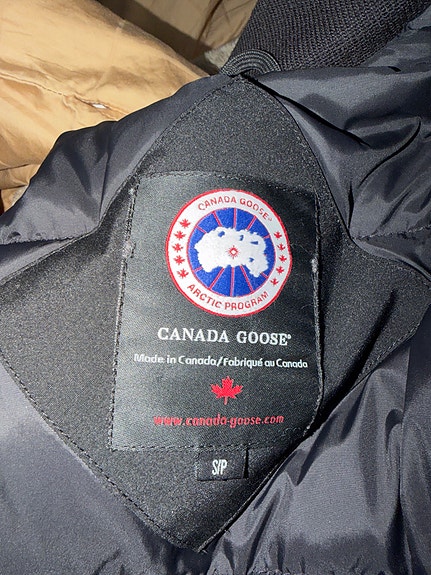 CANADA GOOSE®
ARCTIC PROGRAM
CANADA GOOSE®
Made in Canada/Fabriqué au Canada
www.canada-goose.com
S/P